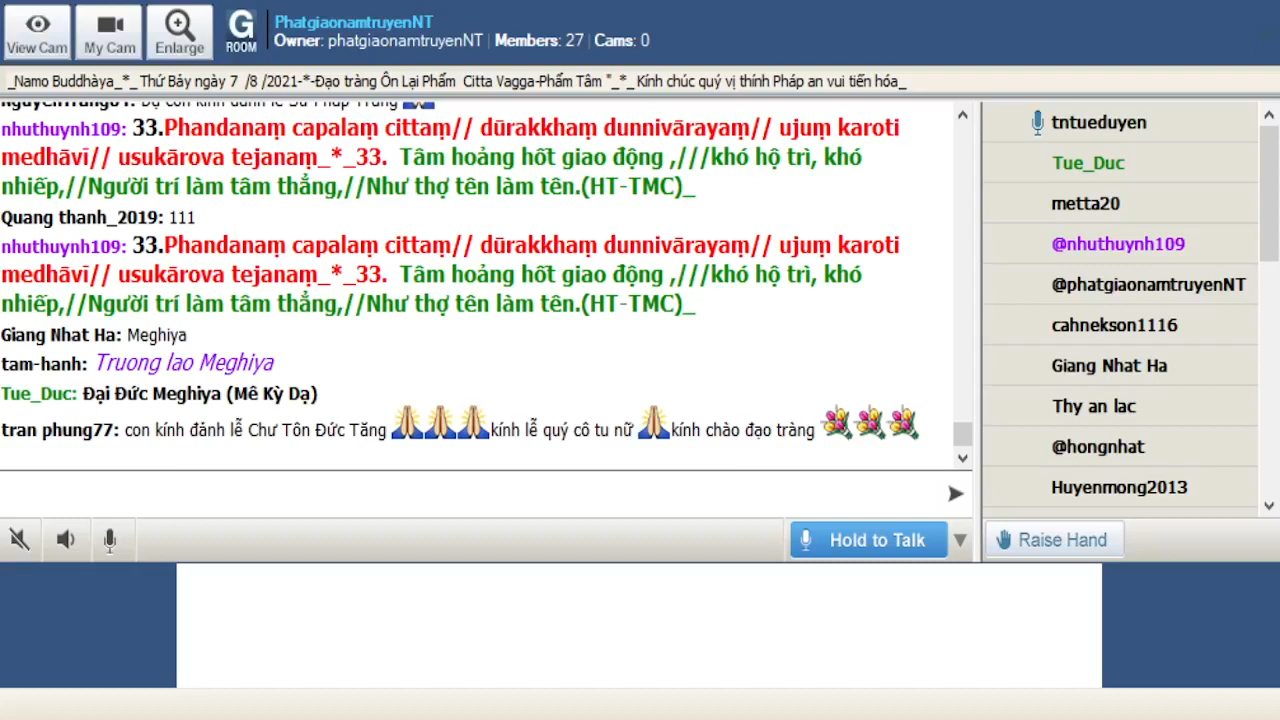 View Cam
My Cam
Enlarge
G
ROOM
PhatgiaonamtruyenNT
Owner: phatgiaonamtruyenNT | Members: 27 | Cams: 0
_Namo Buddhàya_*_ Thứ Bảy ngày 7 /8 /2021-*-Đạo tràng Ôn Lại Phẩm Citta Vagga-Phẩm Tâm "_*_Kính chúc quý vị thính Pháp an vui tiến hóa_
nhuthuynh109: 33.Phandanaṃ capalaṃ cittaṃ// dūrakkhaṃ dunnivārayaṃ// ujuṃ karoti
medhāvī// usukārova tejanaṃ_*_33. Tâm hoảng hốt giao động ,///khó hộ trì, khó
nhiếp,//Người trí làm tâm thẳng,//Như thợ tên làm tên.(HT-TMC)_
Quang thanh_2019: 111
nhuthuynh109: 33.Phandanaṃ capalaṃ cittaṃ// dūrakkhaṃ dunnivārayaṃ// ujuṃ karoti
medhāvī// usukārova tejanaṃ_*_33. Tâm hoảng hốt giao động ,///khó hộ trì, khó
nhiếp,//Người trí làm tâm thẳng,//Như thợ tên làm tên.(HT-TMC)_
Giang Nhat Ha: Meghiya
tam-hanh: Truong lao Meghiya
Tue_Duc: Đại Đức Meghiya (Mê Kỳ Dạ)
tran phung77: con kính đảnh lễ Chư Tôn Đức Tăng kính lễ quý cô tu nữ kính chào đạo tràng
tntueduyen
Tue_Duc
metta20
@nhuthuynh109
@phatgiaonamtruyenNT
cahnekson1116
Giang Nhat Ha
Thy an lac
@hongnhat
Huyenmong2013
Hold to Talk
Raise Hand